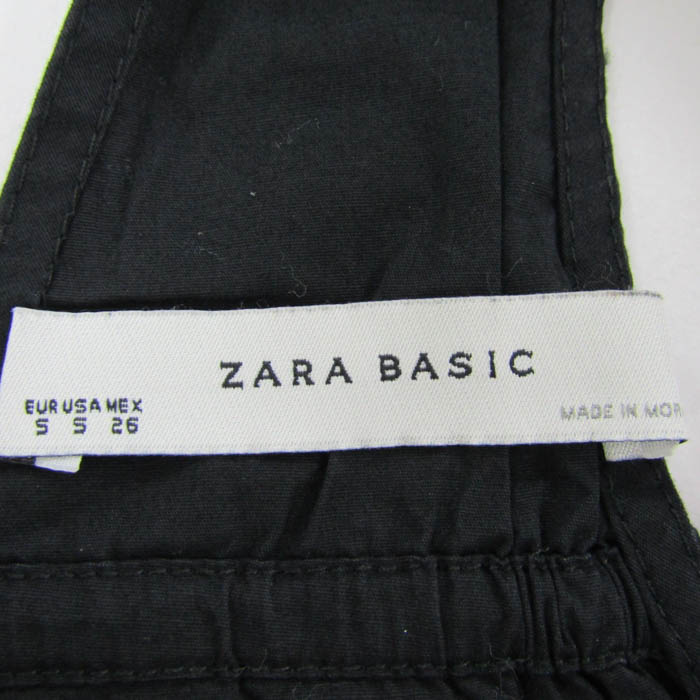 ZARA BASIC
EUR USA MEX
S S 26
MADE IN MOR